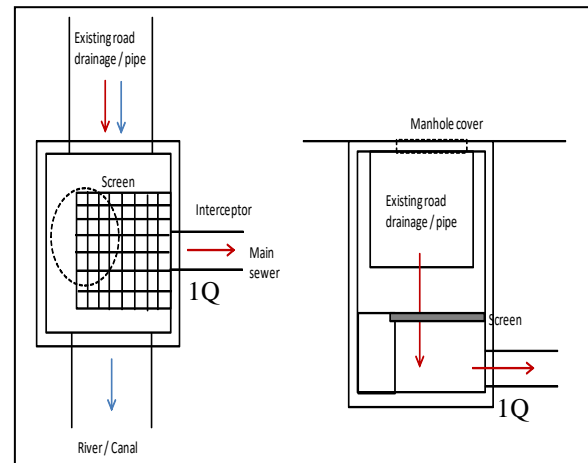 Existing road
drainage / pipe
Screen
Interceptor
Main
sewer
1Q
River / Canal
Manhole cover
Existing road
drainage / pipe
Screen
1Q